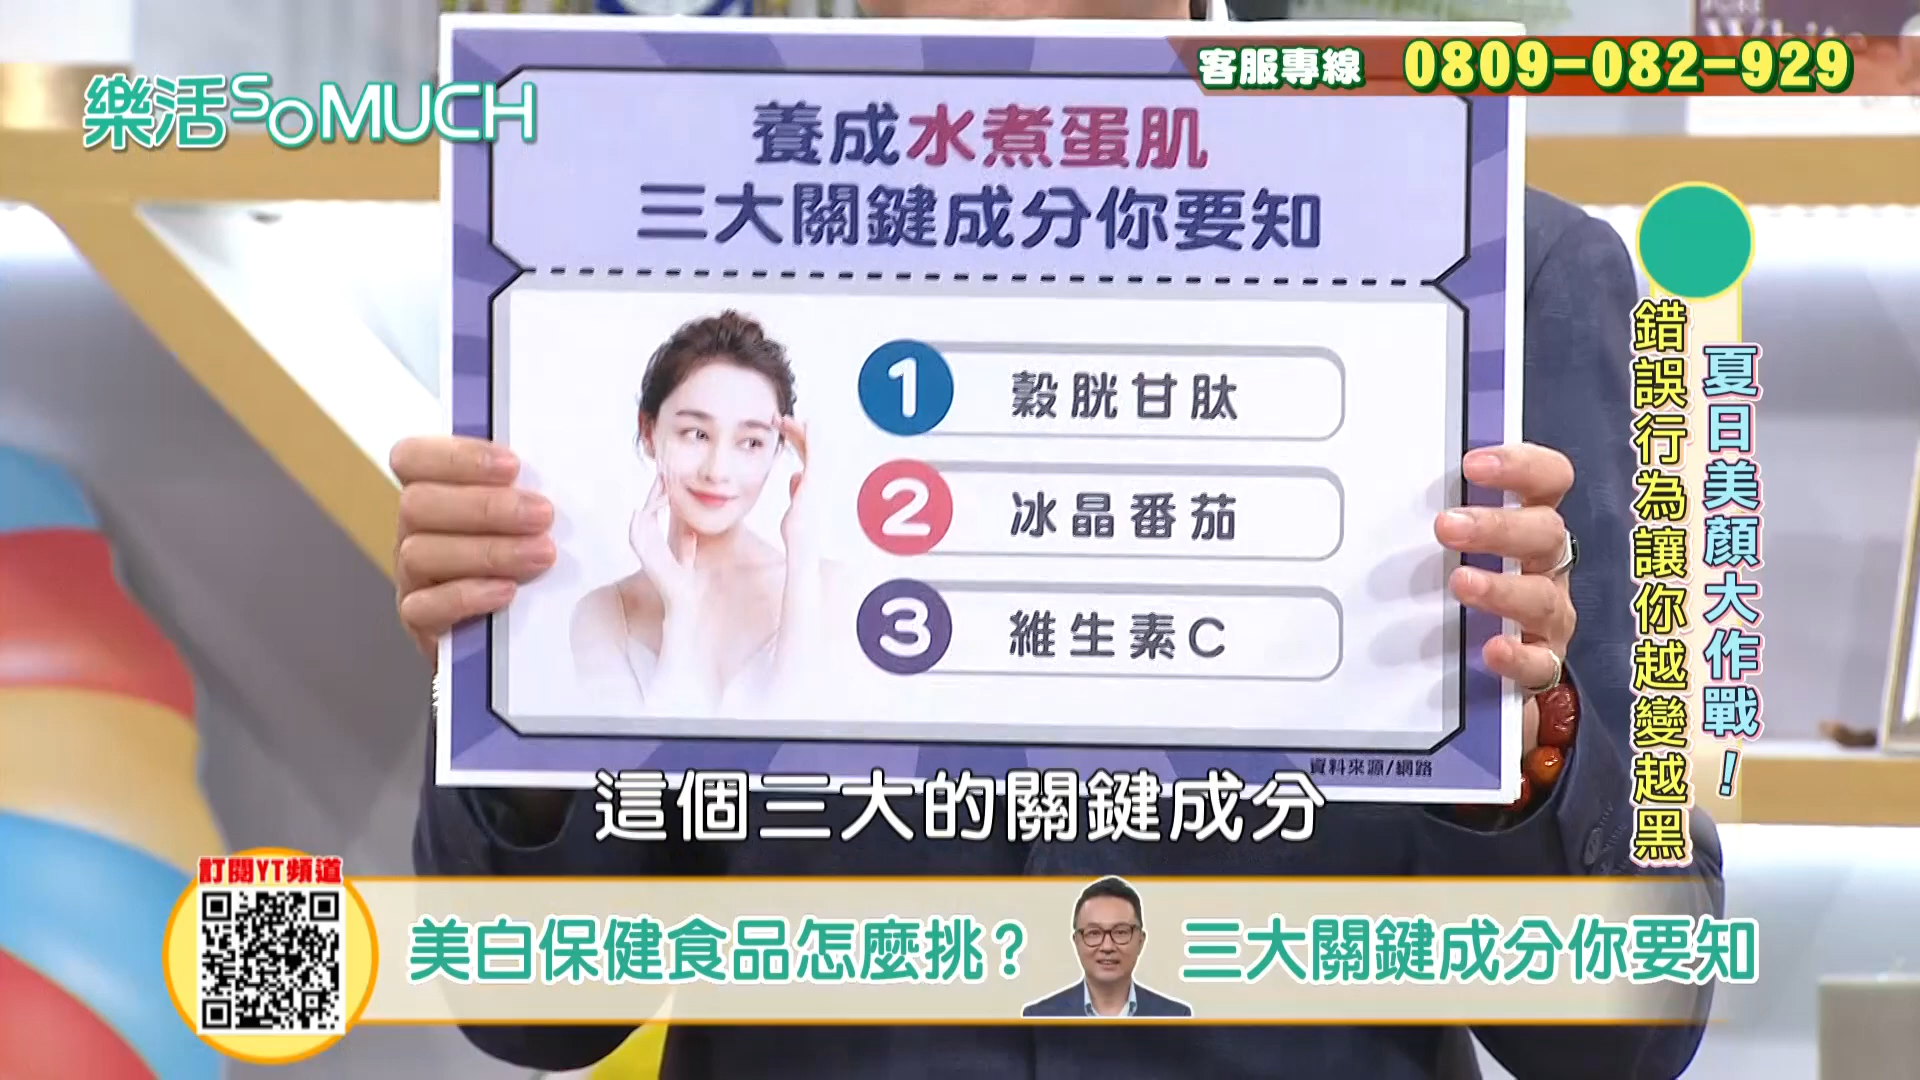 樂活SOMUCH
客服專線 0809-082-929
養成水煮蛋肌
三大關鍵成分你要知
1 穀胱甘肽
2 冰晶番茄
3 維生素C
資料來源/網路
夏日美顏大作戰！
錯誤行為讓你越變越黑
這個三大的關鍵成分
訂閱YT頻道
美白保健食品怎麼挑？ 三大關鍵成分你要知